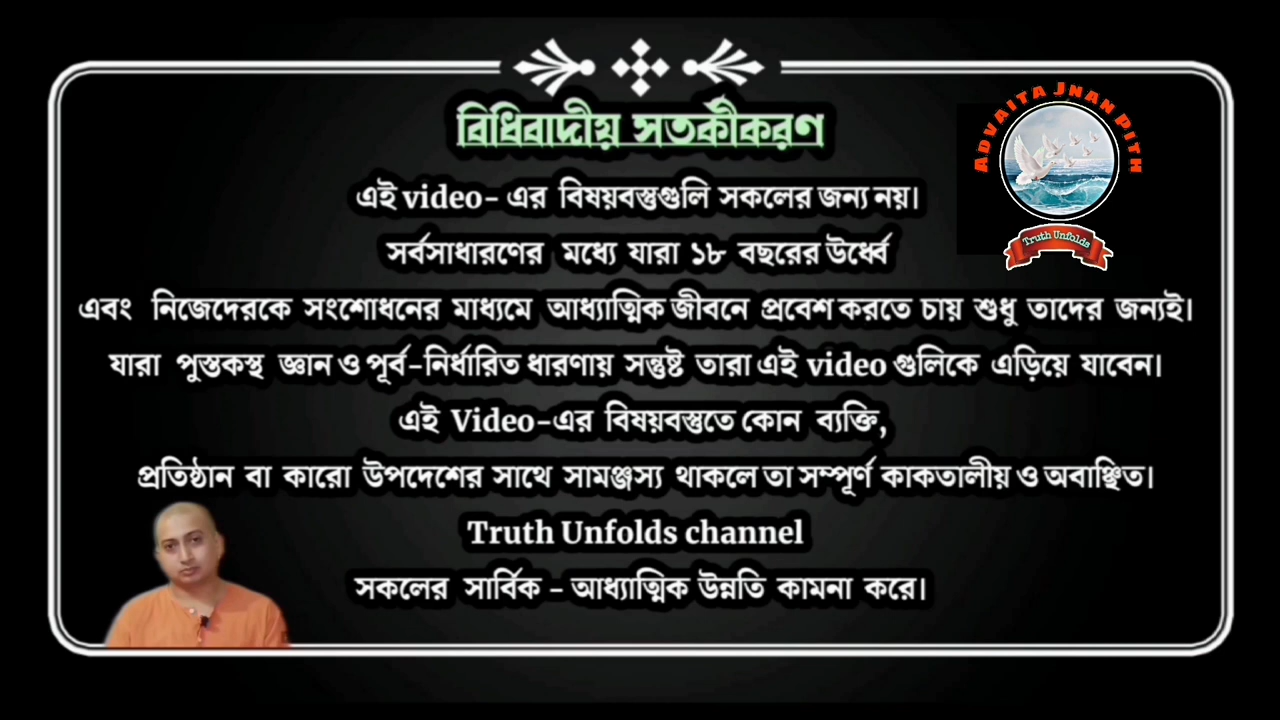 বিধিবাদীয় সতর্কীকরণ
ADVAITA JNAN PITH
Truth Unfolds
এই video- এর বিষয়বস্তুগুলি সকলের জন্য নয়।
সর্বসাধারণের মধ্যে যারা ১৮ বছরের উর্ধ্বে
এবং নিজেদেরকে সংশোধনের মাধ্যমে আধ্যাত্মিক জীবনে প্রবেশ করতে চায় শুধু তাদের জন্যই।
যারা পুস্তকস্থ জ্ঞান ও পূর্ব-নির্ধারিত ধারণায় সন্তুষ্ট তারা এই video গুলিকে এড়িয়ে যাবেন।
এই Video-এর বিষয়বস্তুতে কোন ব্যক্তি,
প্রতিষ্ঠান বা কারো উপদেশের সাথে সামঞ্জস্য থাকলে তা সম্পূর্ণ কাকতালীয় ও অবাঞ্ছিত।
Truth Unfolds channel
সকলের সার্বিক - আধ্যাত্মিক উন্নতি কামনা করে।